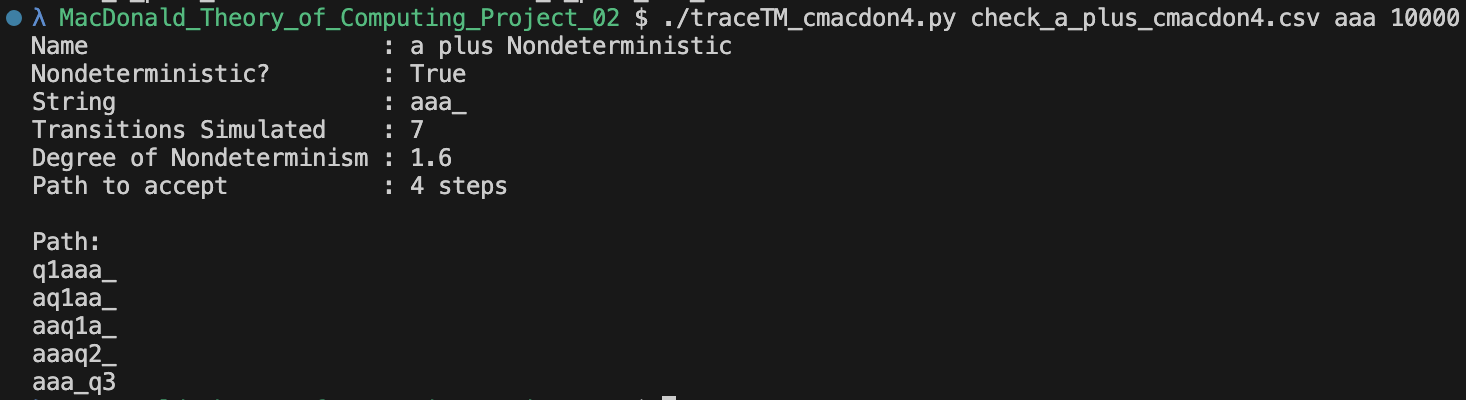 λ MacDonald_Theory_of_Computing_Project_02 $ ./traceTM_cmacdon4.py check_a_plus_cmacdon4.csv aaa 10000
Name                      : a plus Nondeterministic
Nondeterministic?         : True
String                    : aaa_
Transitions Simulated     : 7
Degree of Nondeterminism : 1.6
Path to accept            : 4 steps
Path:
q1aaa_
aq1aa_
aaq1a_
aaaq2_
aaa_q3